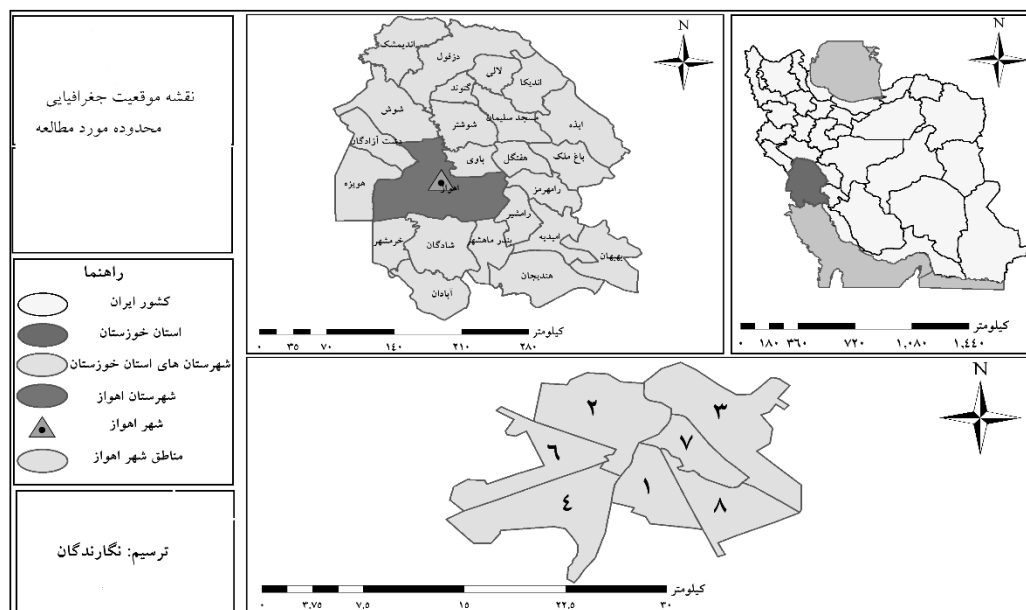 نقشه موقعیت جغرافیایی
محدوده مورد مطالعه
راهنما
کشور ایران
استان خوزستان
شهرستان های استان خوزستان
شهرستان اهواز
شهر اهواز
مناطق شهر اهواز
ترسیم: نگارندگان
N
اندیمشک
دزفول
لالی
اندیکا
گتوند
شوش
شوشتر
مسجد سلیمان
ایذه
دشت آزادگان
باوی
هفتگل
باغ ملک
هویزه
اهواز
رامهرمز
رامشیر
خرمشهر
شادگان
بندر ماهشهر
امیدیه
بهبهان
هندیجان
آبادان
کیلومتر
۰ ۳۵ ۷۰ ۱۴۰ ۲۱۰ ۲۸۰
N
کیلومتر
۰ ۱۸۰ ۳۶۰ ۷۲۰ ۱,۰۸۰ ۱,۴۴۰
N
۲
۳
۶
۷
۴
۱
۸
کیلومتر
۰ ۳,۷۵ ۷,۵ ۱۵ ۲۲,۵ ۳۰